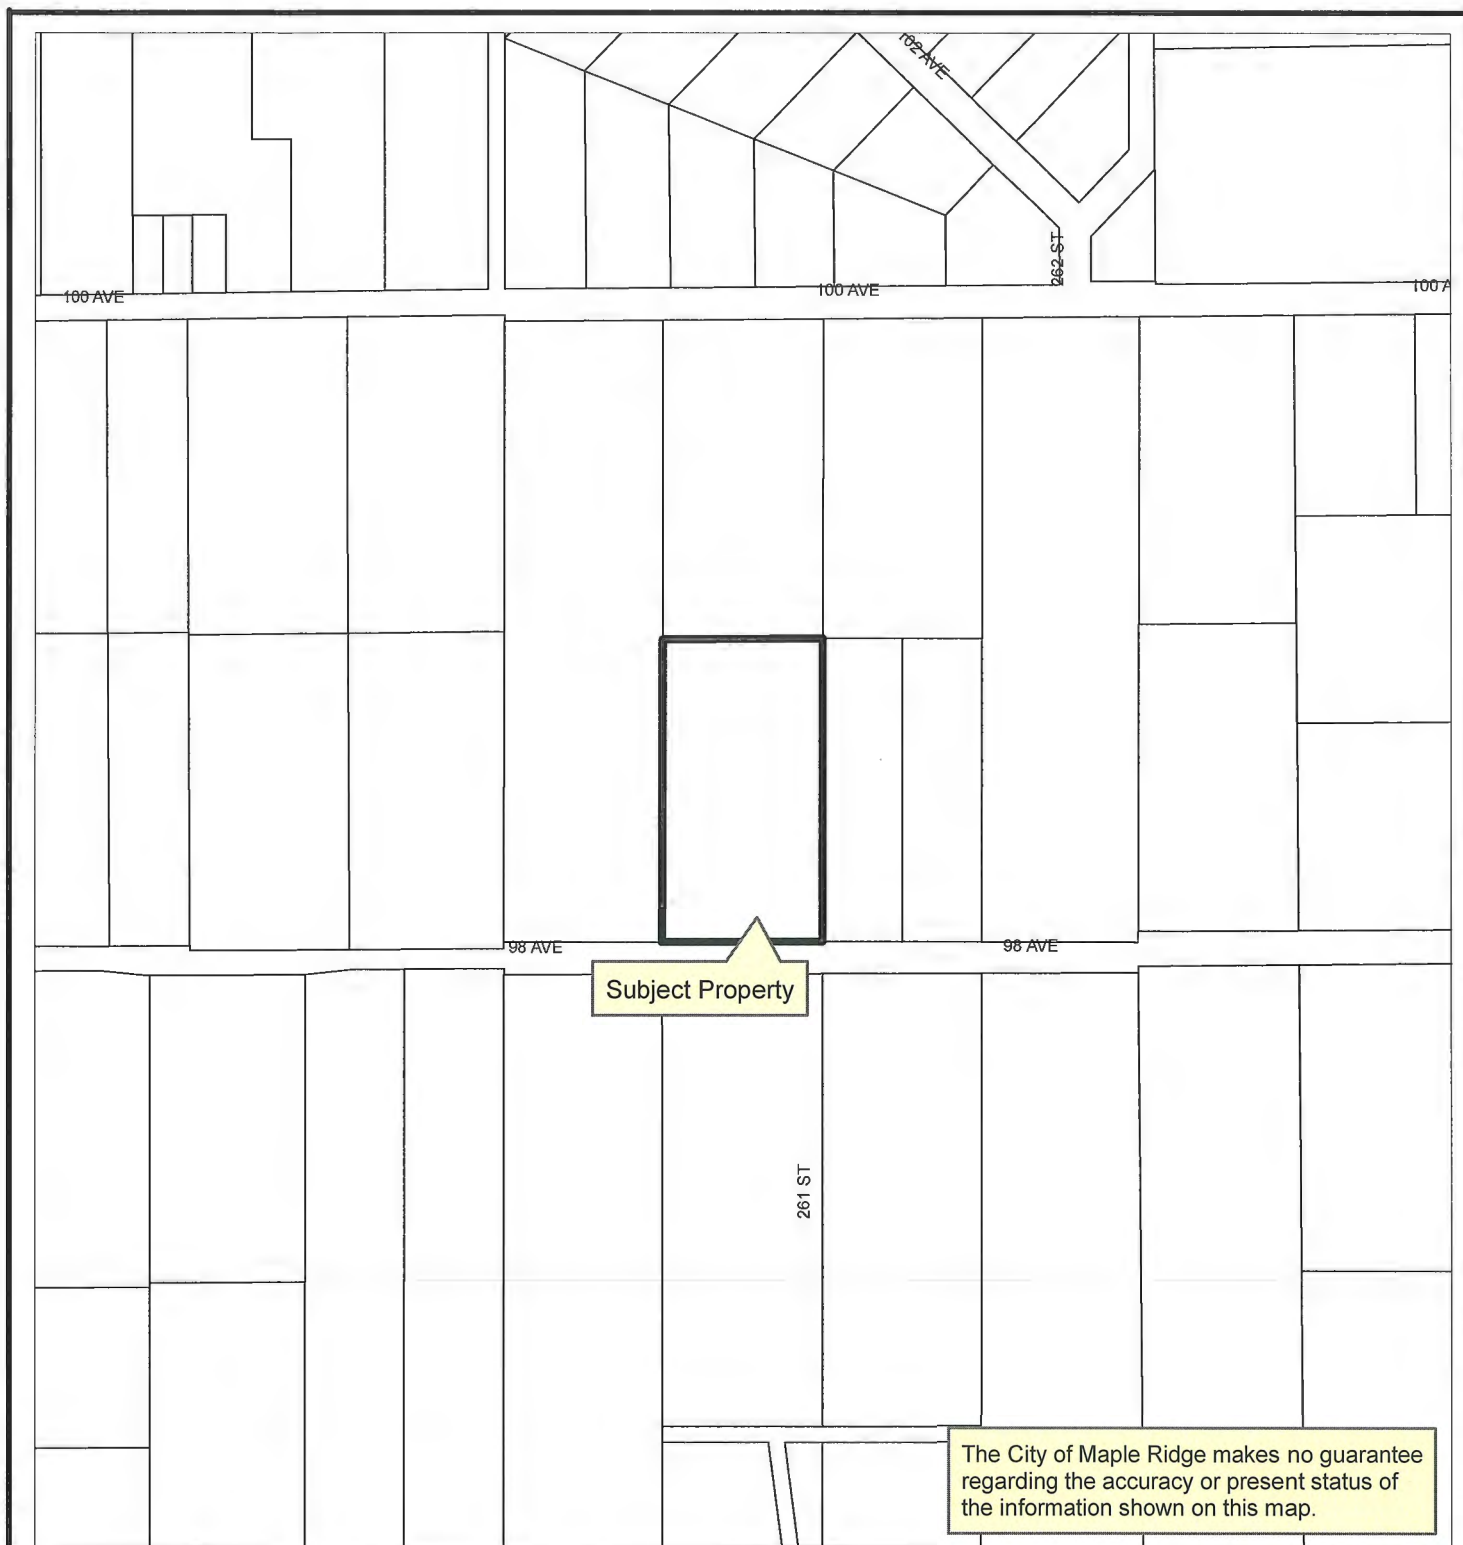 102 AVE
262 ST
100 AVE
100 AVE
100 A
98 AVE
98 AVE
Subject Property
261 ST
The City of Maple Ridge makes no guarantee
regarding the accuracy or present status of
the information shown on this map.